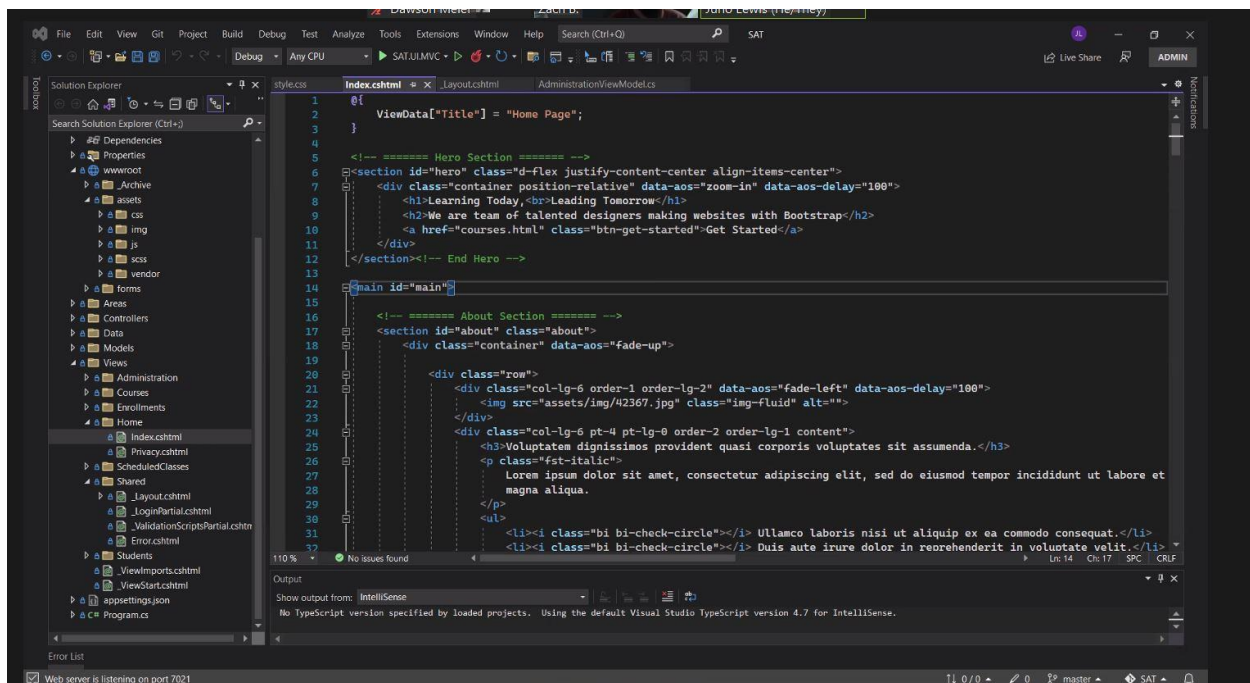 Dawson Meier
Zach B.
Juno Lewis (He/They)
File Edit View Git Project Build Debug Test Analyze Tools Extensions Window Help Search (Ctrl+Q) SAT JL
Debug Any CPU SAT.UI.MVC Live Share ADMIN
Toolbox
Solution Explorer
Search Solution Explorer (Ctrl+;)
Dependencies
Properties
wwwroot
_Archive
assets
css
img
js
scss
vendor
forms
Areas
Controllers
Data
Models
Views
Administration
Courses
Enrollments
Home
Index.cshtml
Privacy.cshtml
ScheduledClasses
Shared
_Layout.cshtml
_LoginPartial.cshtml
_ValidationScriptsPartial.cshtm
Error.cshtml
Students
_ViewImports.cshtml
_ViewStart.cshtml
appsettings.json
C# Program.cs
style.css Index.cshtml _Layout.cshtml AdministrationViewModel.cs
Notifications
1 @{
2 ViewData["Title"] = "Home Page";
3 }
4
5 <!-- ======= Hero Section ======= -->
6 <section id="hero" class="d-flex justify-content-center align-items-center">
7 <div class="container position-relative" data-aos="zoom-in" data-aos-delay="100">
8 <h1>Learning Today,<br>Leading Tomorrow</h1>
9 <h2>We are team of talented designers making websites with Bootstrap</h2>
10 <a href="courses.html" class="btn-get-started">Get Started</a>
11 </div>
12 </section><!-- End Hero -->
13
14 <main id="main">
15
16 <!-- ======= About Section ======= -->
17 <section id="about" class="about">
18 <div class="container" data-aos="fade-up">
19
20 <div class="row">
21 <div class="col-lg-6 order-1 order-lg-2" data-aos="fade-left" data-aos-delay="100">
22 <img src="assets/img/42367.jpg" class="img-fluid" alt="">
23 </div>
24 <div class="col-lg-6 pt-4 pt-lg-0 order-2 order-lg-1 content">
25 <h3>Voluptatem dignissimos provident quasi corporis voluptates sit assumenda.</h3>
26 <p class="fst-italic">
27 Lorem ipsum dolor sit amet, consectetur adipiscing elit, sed do eiusmod tempor incididunt ut labore et
28 magna aliqua.
29 </p>
30 <ul>
31 <li><i class="bi bi-check-circle"></i> Ullamco laboris nisi ut aliquip ex ea commodo consequat.</li>
32 <li><i class="bi bi-check-circle"></i> Duis aute irure dolor in reprehenderit in voluptate velit.</li>
110 % No issues found Ln: 14 Ch: 17 SPC CRLF
Output
Show output from: IntelliSense
No TypeScript version specified by loaded projects. Using the default Visual Studio TypeScript version 4.7 for IntelliSense.
Error List
Web server is listening on port 7021 0 / 0 0 master SAT